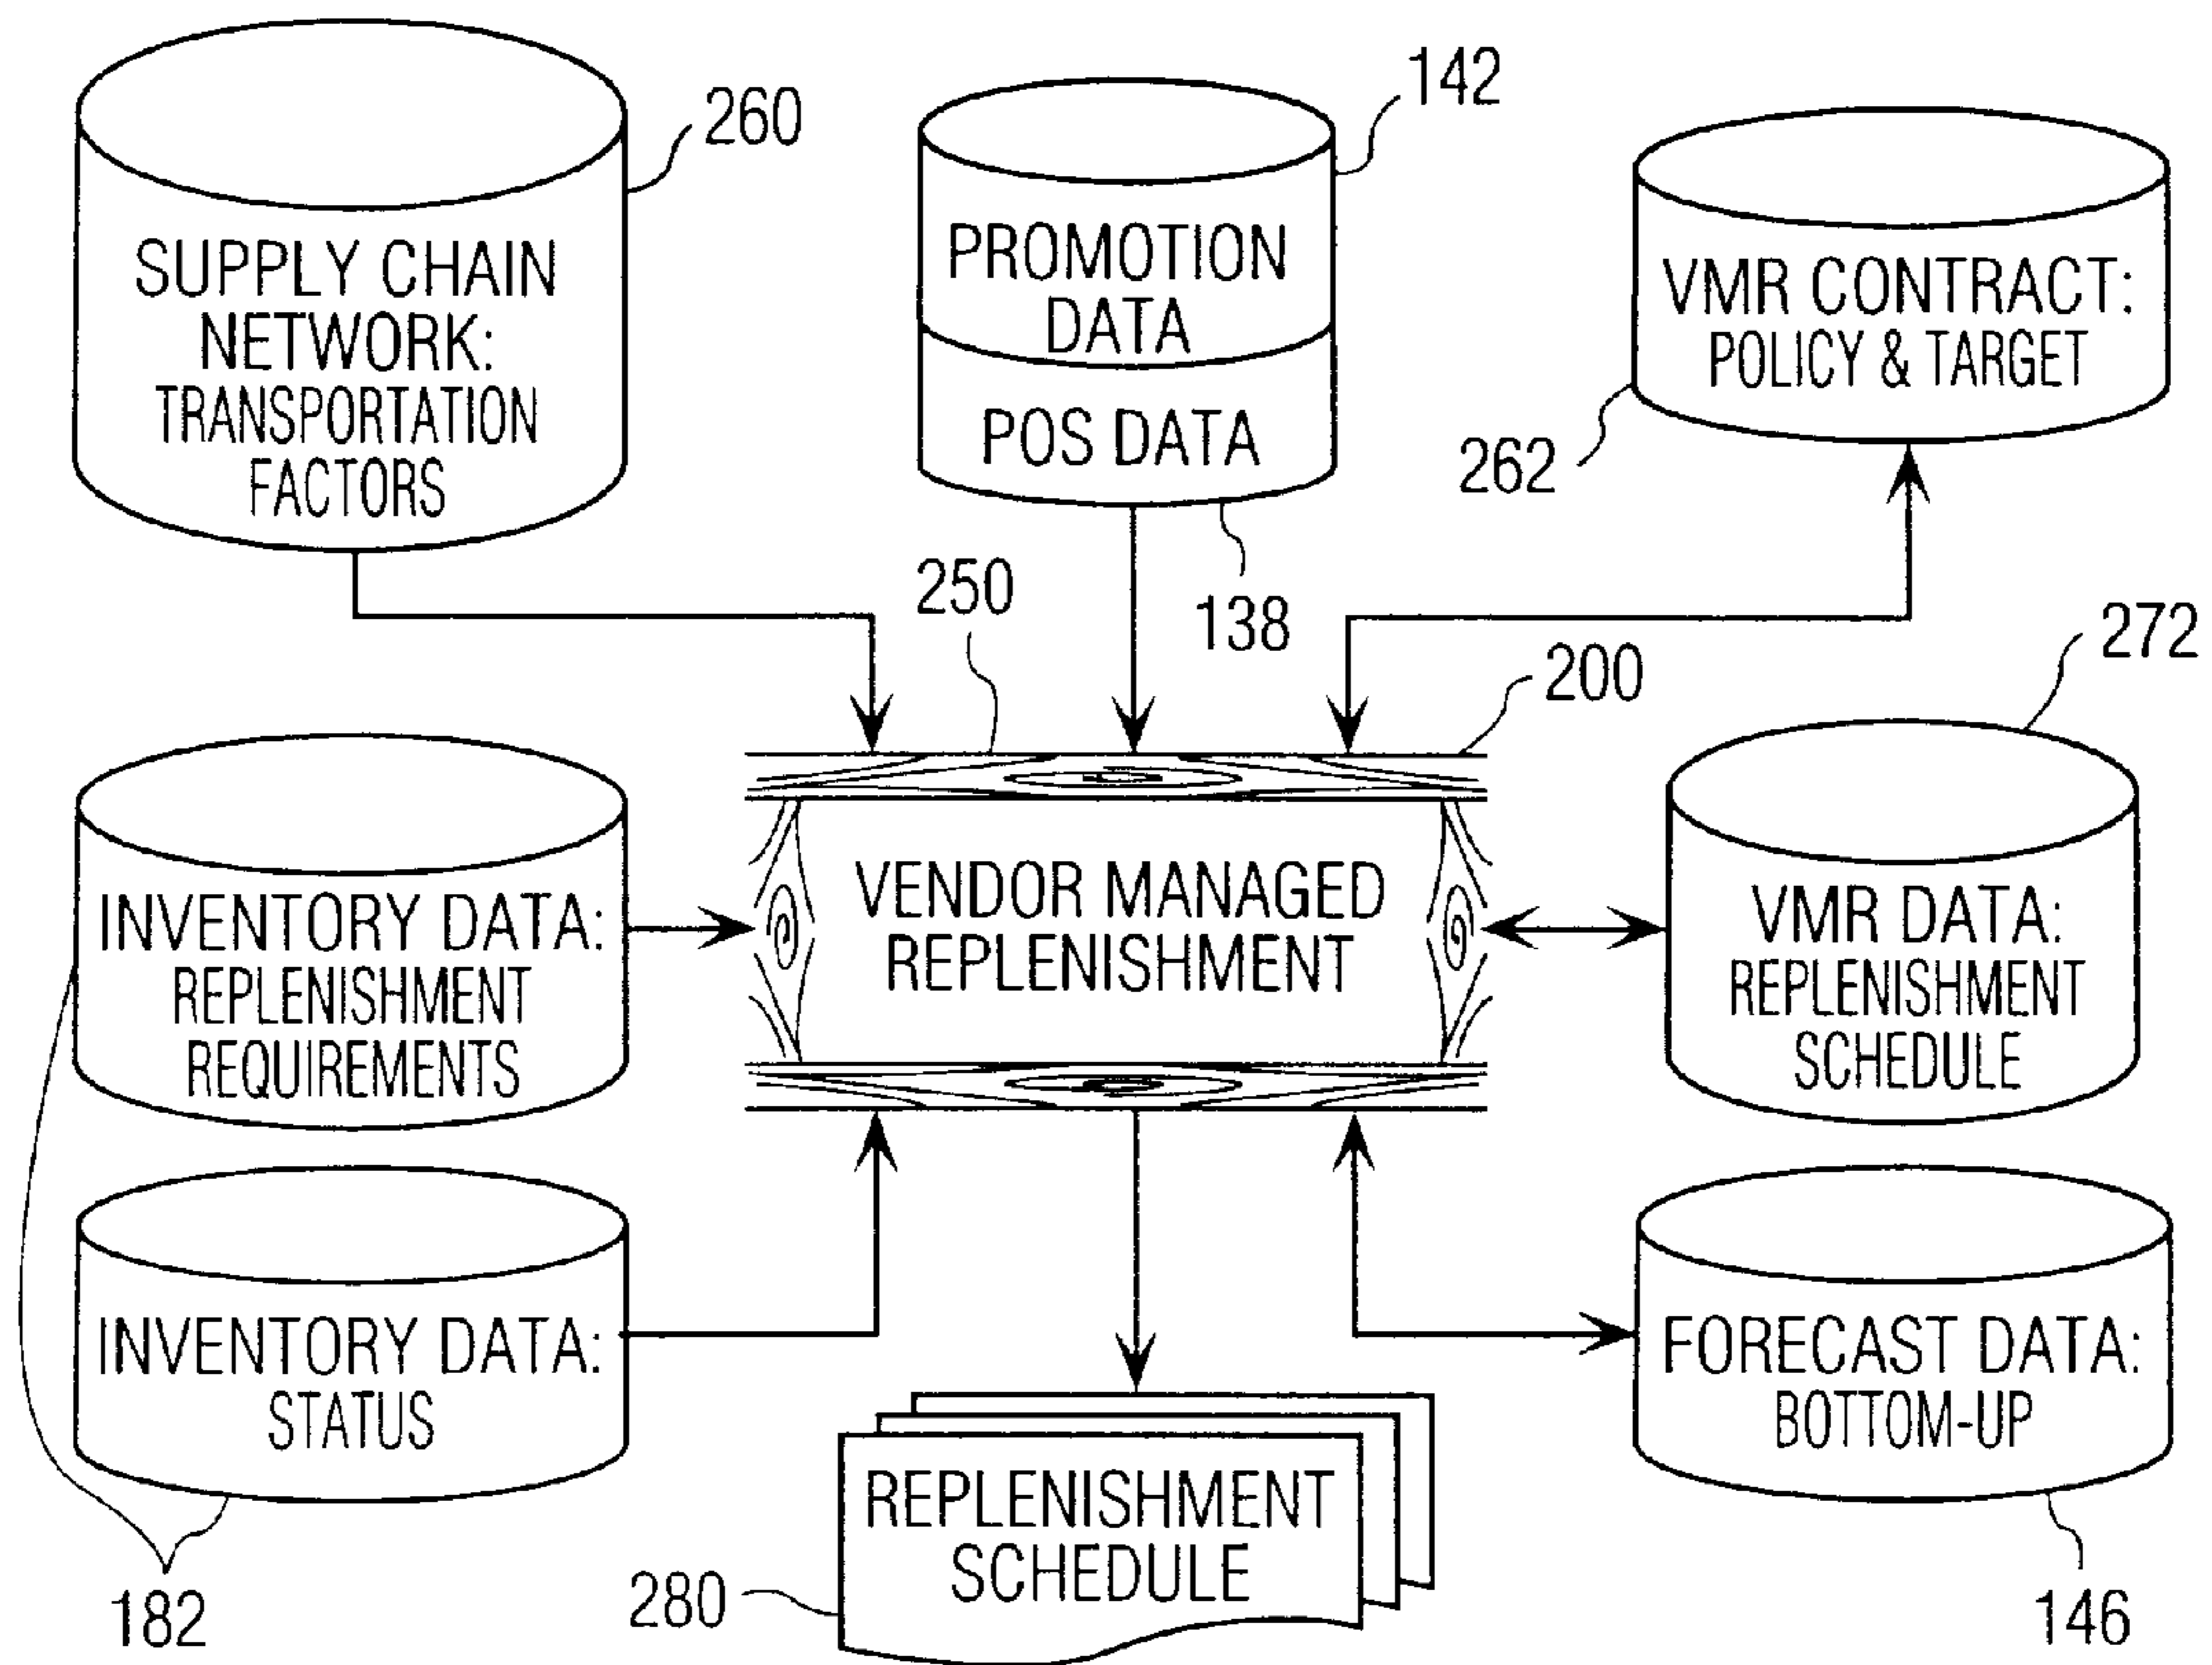 260
SUPPLY CHAIN
NETWORK:
TRANSPORTATION
FACTORS
142
PROMOTION
DATA
POS DATA
138
VMR CONTRACT:
POLICY & TARGET
262
250
200
272
INVENTORY DATA:
REPLENISHMENT
REQUIREMENTS
VENDOR MANAGED
REPLENISHMENT
VMR DATA:
REPLENISHMENT
SCHEDULE
INVENTORY DATA:
STATUS
182
REPLENISHMENT
SCHEDULE
280
FORECAST DATA:
BOTTOM-UP
146